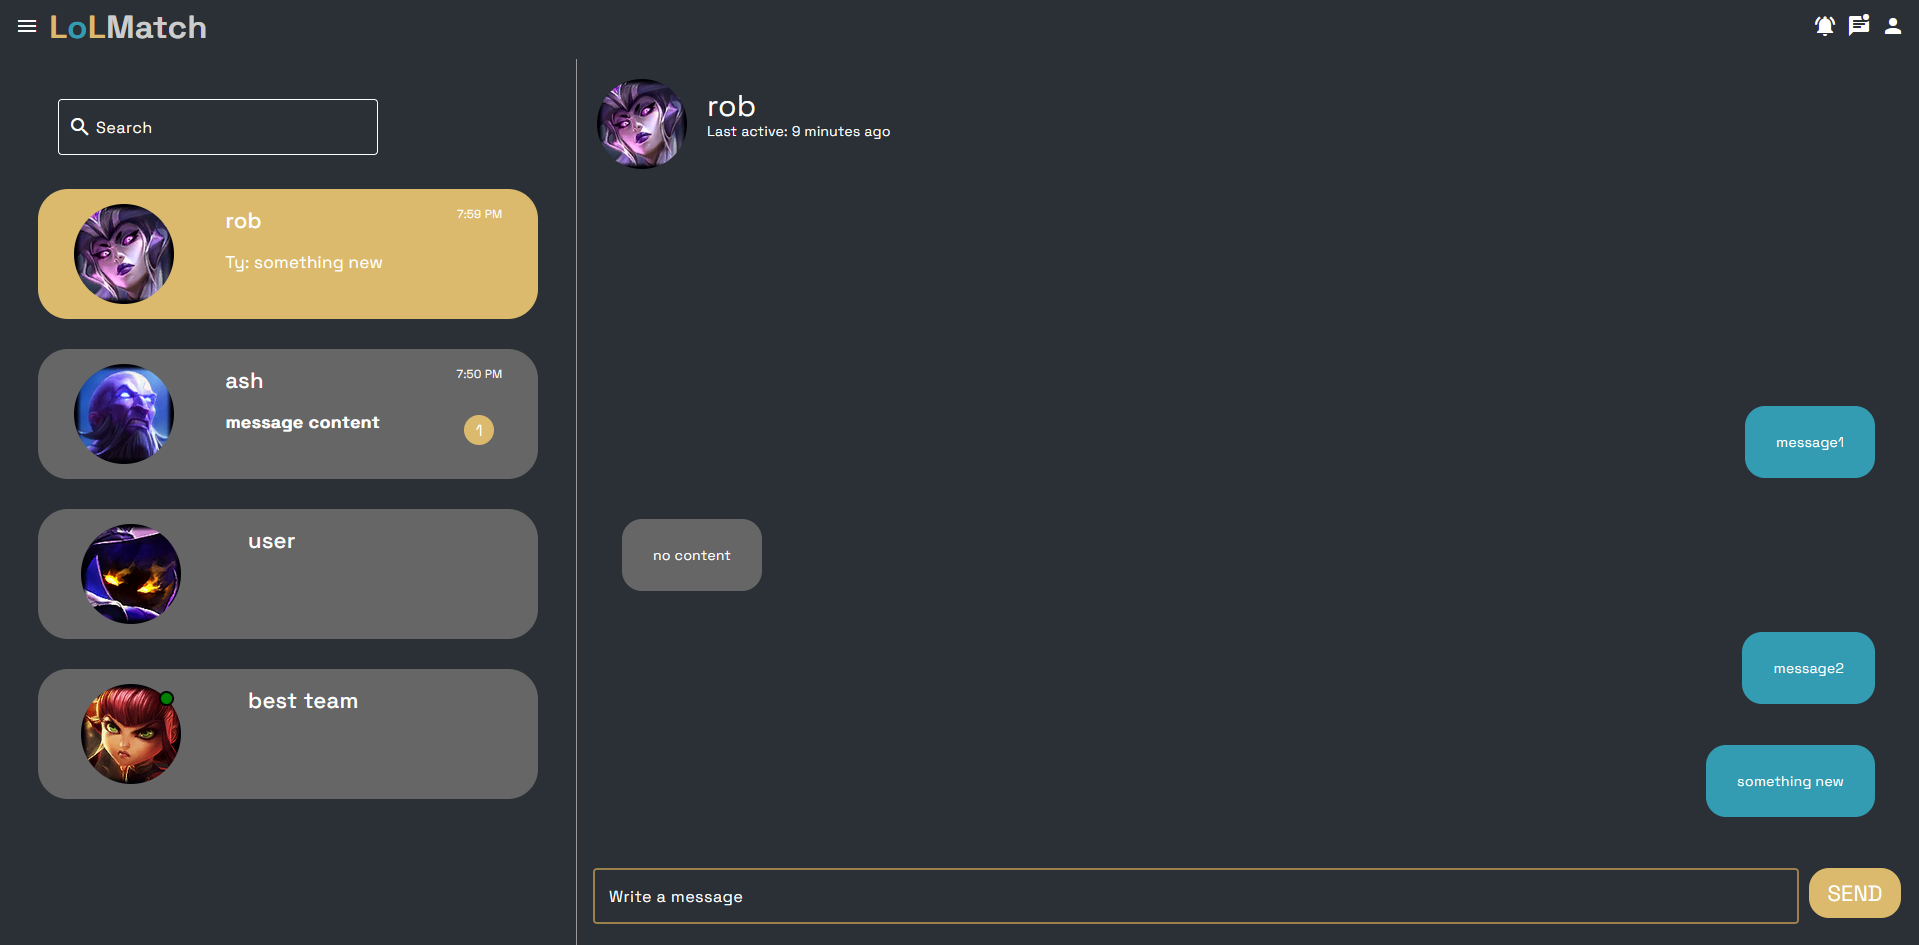 LoLMatch
Search
rob
7:59 PM
Ty: something new
ash
7:50 PM
message content
1
user
best team
rob
Last active: 9 minutes ago
message1
no content
message2
something new
Write a message
SEND